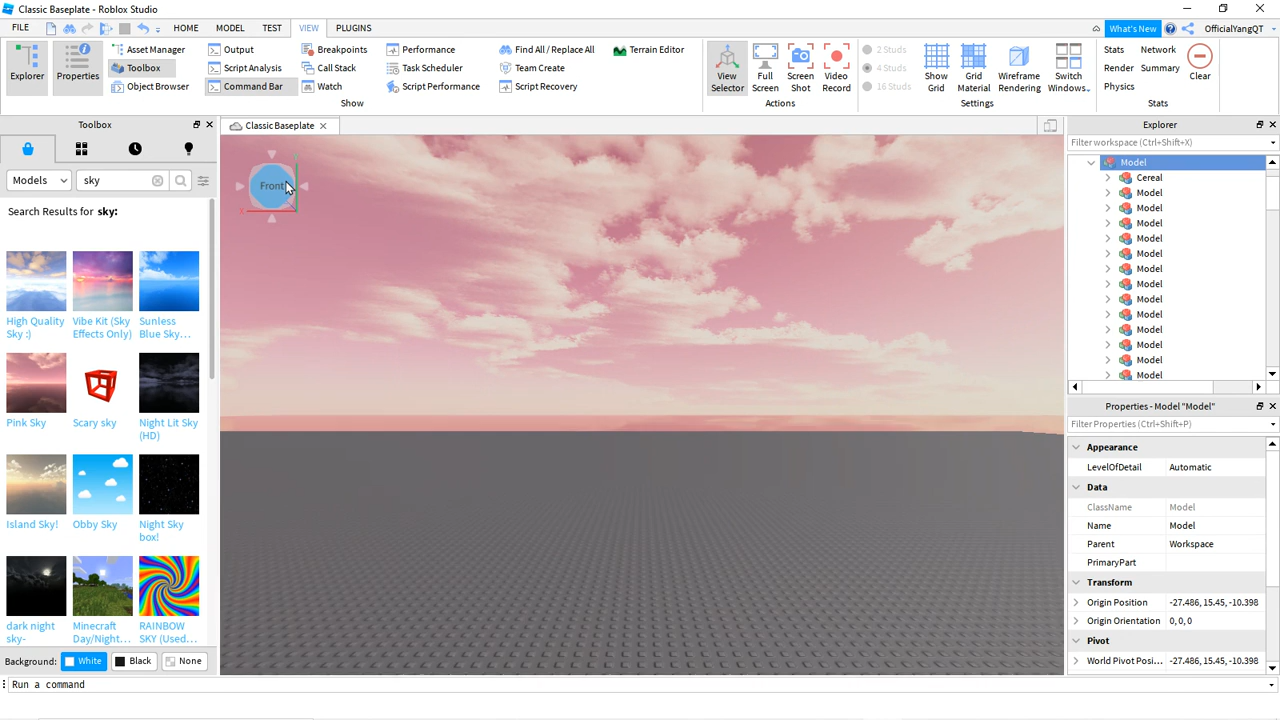 Classic Baseplate - Roblox Studio
FILE
HOME
MODEL
TEST
VIEW
PLUGINS
What's New
OfficialYangQT
Explorer
Properties
Asset Manager
Toolbox
Object Browser
Output
Script Analysis
Command Bar
Breakpoints
Call Stack
Watch
Performance
Task Scheduler
Script Performance
Find All / Replace All
Team Create
Script Recovery
Terrain Editor
Show
View Selector
Full Screen
Screen Shot
Video Record
Actions
2 Studs
4 Studs
16 Studs
Show Grid
Grid Material
Wireframe Rendering
Switch Windows
Settings
Stats
Network
Render
Summary
Physics
Clear
Stats
Toolbox
Models
sky
Search Results for sky:
High Quality Sky :)
Vibe Kit (Sky Effects Only)
Sunless Blue Sky...
Pink Sky
Scary sky
Night Lit Sky (HD)
Island Sky!
Obby Sky
Night Sky box!
dark night sky-
Minecraft Day/Night...
RAINBOW SKY (Used...
Background:
White
Black
None
Run a command
Classic Baseplate
Front
X
Explorer
Filter workspace (Ctrl+Shift+X)
Model
Cereal
Model
Model
Model
Model
Model
Model
Model
Model
Model
Model
Model
Model
Model
Properties - Model "Model"
Filter Properties (Ctrl+Shift+P)
Appearance
LevelOfDetail Automatic
Data
ClassName Model
Name Model
Parent Workspace
PrimaryPart
Transform
Origin Position -27.486, 15.45, -10.398
Origin Orientation 0, 0, 0
Pivot
World Pivot Posi... -27.486, 15.45, -10.398